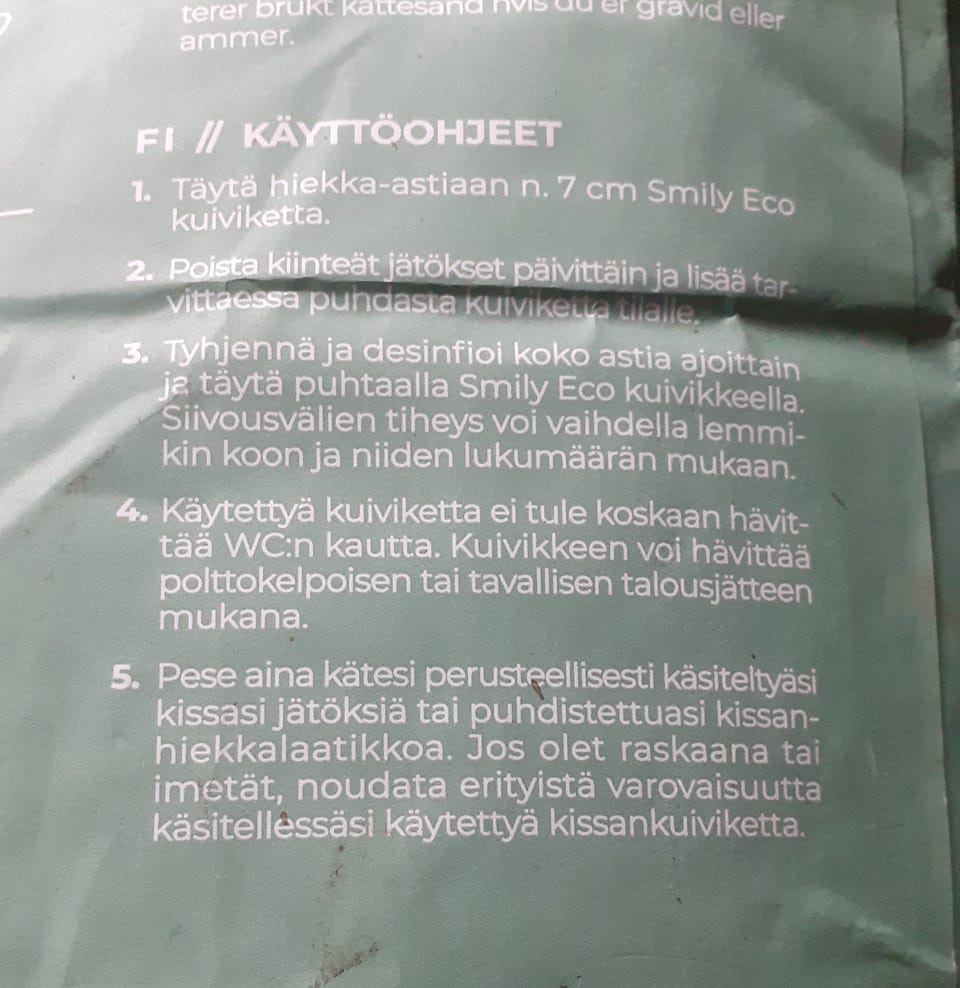 terer brukt kattesand hvis du er gravid eller
ammer.
FI // KÄYTTÖOHJEET
1. Täytä hiekka-astiaan n. 7 cm Smily Eco
kuiviketta.
2. Poista kiinteät jätökset päivittäin ja lisää tar-
vittaessa puhdasta kuiviketta tilalle.
3. Tyhjennä ja desinfioi koko astia ajoittain
ja täytä puhtaalla Smily Eco kuivikkeella.
Siivousvälien tiheys voi vaihdella lemmi-
kin koon ja niiden lukumäärän mukaan.
4. Käytettyä kuiviketta ei tule koskaan hävit-
tää WC:n kautta. Kuivikkeen voi hävittää
polttokelpoisen tai tavallisen talousjätteen
mukana.
5. Pese aina kätesi perusteellisesti käsiteltyäsi
kissasi jätöksiä tai puhdistettuasi kissan-
hiekkalaatikkoa. Jos olet raskaana tai
imetät, noudata erityistä varovaisuutta
käsitellessäsi käytettyä kissankuiviketta.